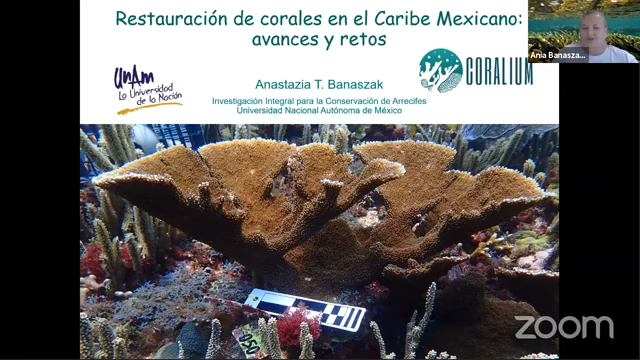 Restauración de corales en el Caribe Mexicano:
avances y retos
UNAM
La Universidad
de la Nación
Anastazia T. Banaszak
Investigación Integral para la Conservación de Arrecifes
Universidad Nacional Autónoma de México
CORALIUM
Ania Banasza...
950
zoom